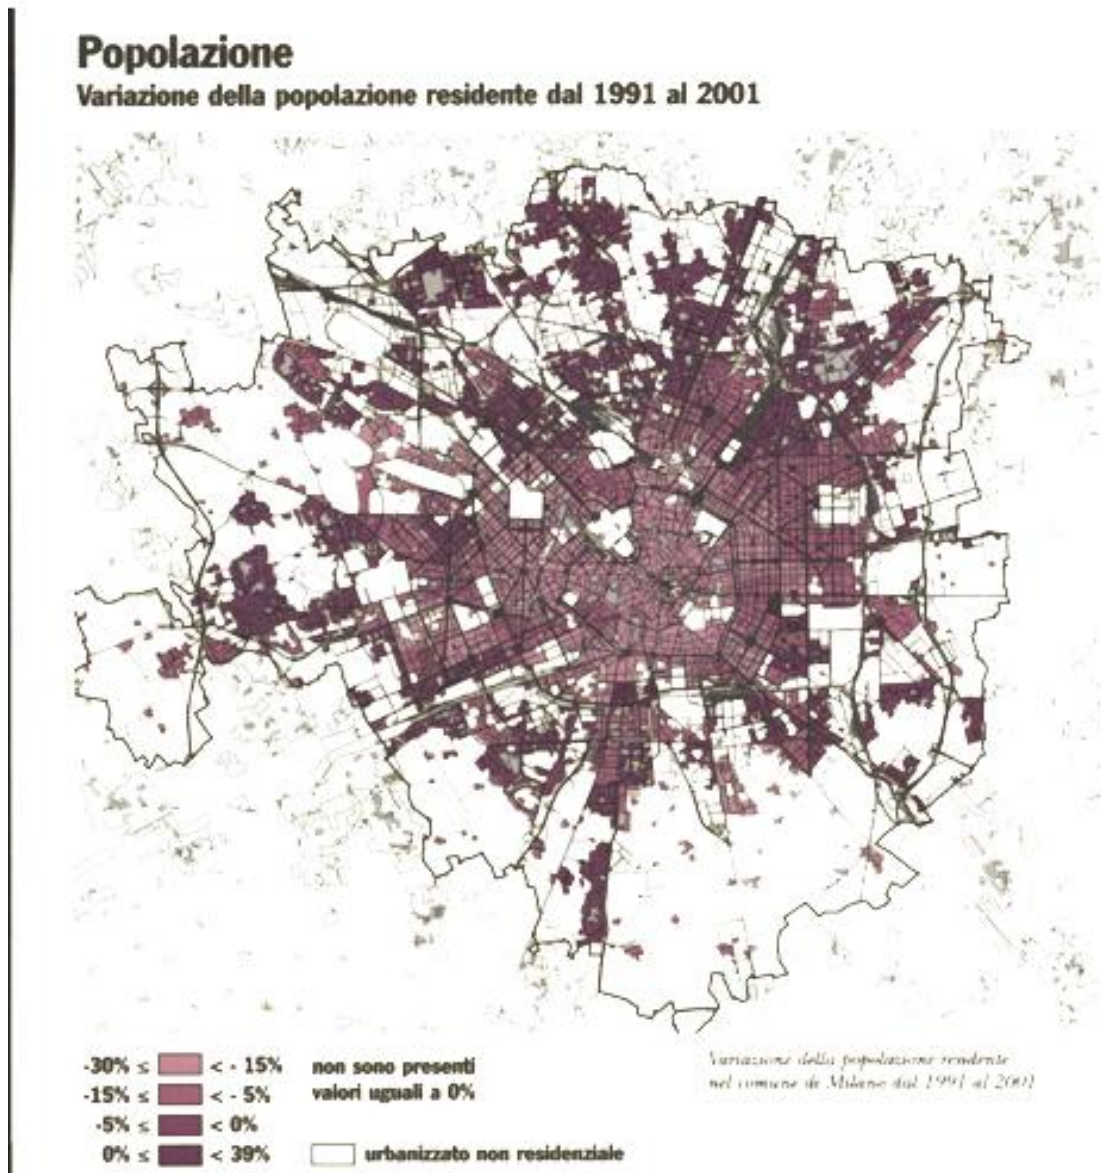 Popolazione
Variazione della popolazione residente dal 1991 al 2001
-30% ≤ < - 15%
-15% ≤ < - 5%
-5% ≤ < 0%
0% ≤ < 39%
non sono presenti
valori uguali a 0%
urbanizzato non residenziale
Variazione della popolazione residente
nel comune di Milano dal 1991 al 2001